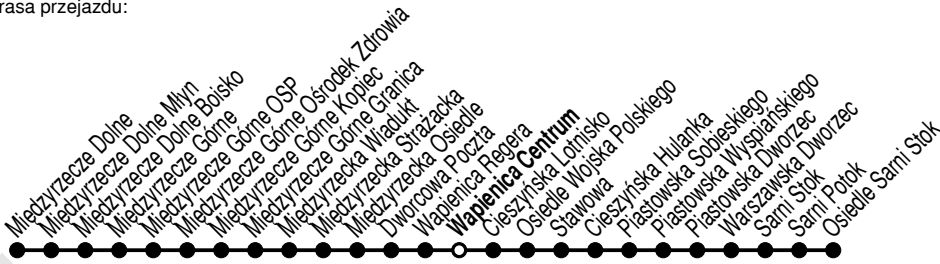 rasa przejazdu:
Międzyrzecze Dolne
Międzyrzecze Dolne Młyn
Międzyrzecze Dolne Boisko
Międzyrzecze Górne
Międzyrzecze Górne OSP
Międzyrzecze Górne Ośrodek Zdrowia
Międzyrzecze Górne Kopiec
Międzyrzecze Górne Granica
Międzyrzecka Wiadukt
Międzyrzecka Strażacka
Międzyrzecka Osiedle
Dworcowa Poczta
Wapienica Regera
Wapienica Centrum
Cieszyńska Lotnisko
Osiedle Wojska Polskiego
Stawowa
Cieszyńska Hulanka
Piastowska Sobieskiego
Piastowska Wyspiańskiego
Piastowska Dworzec
Warszawska Dworzec
Sarni Stok
Sarni Potok
Osiedle Sarni Stok